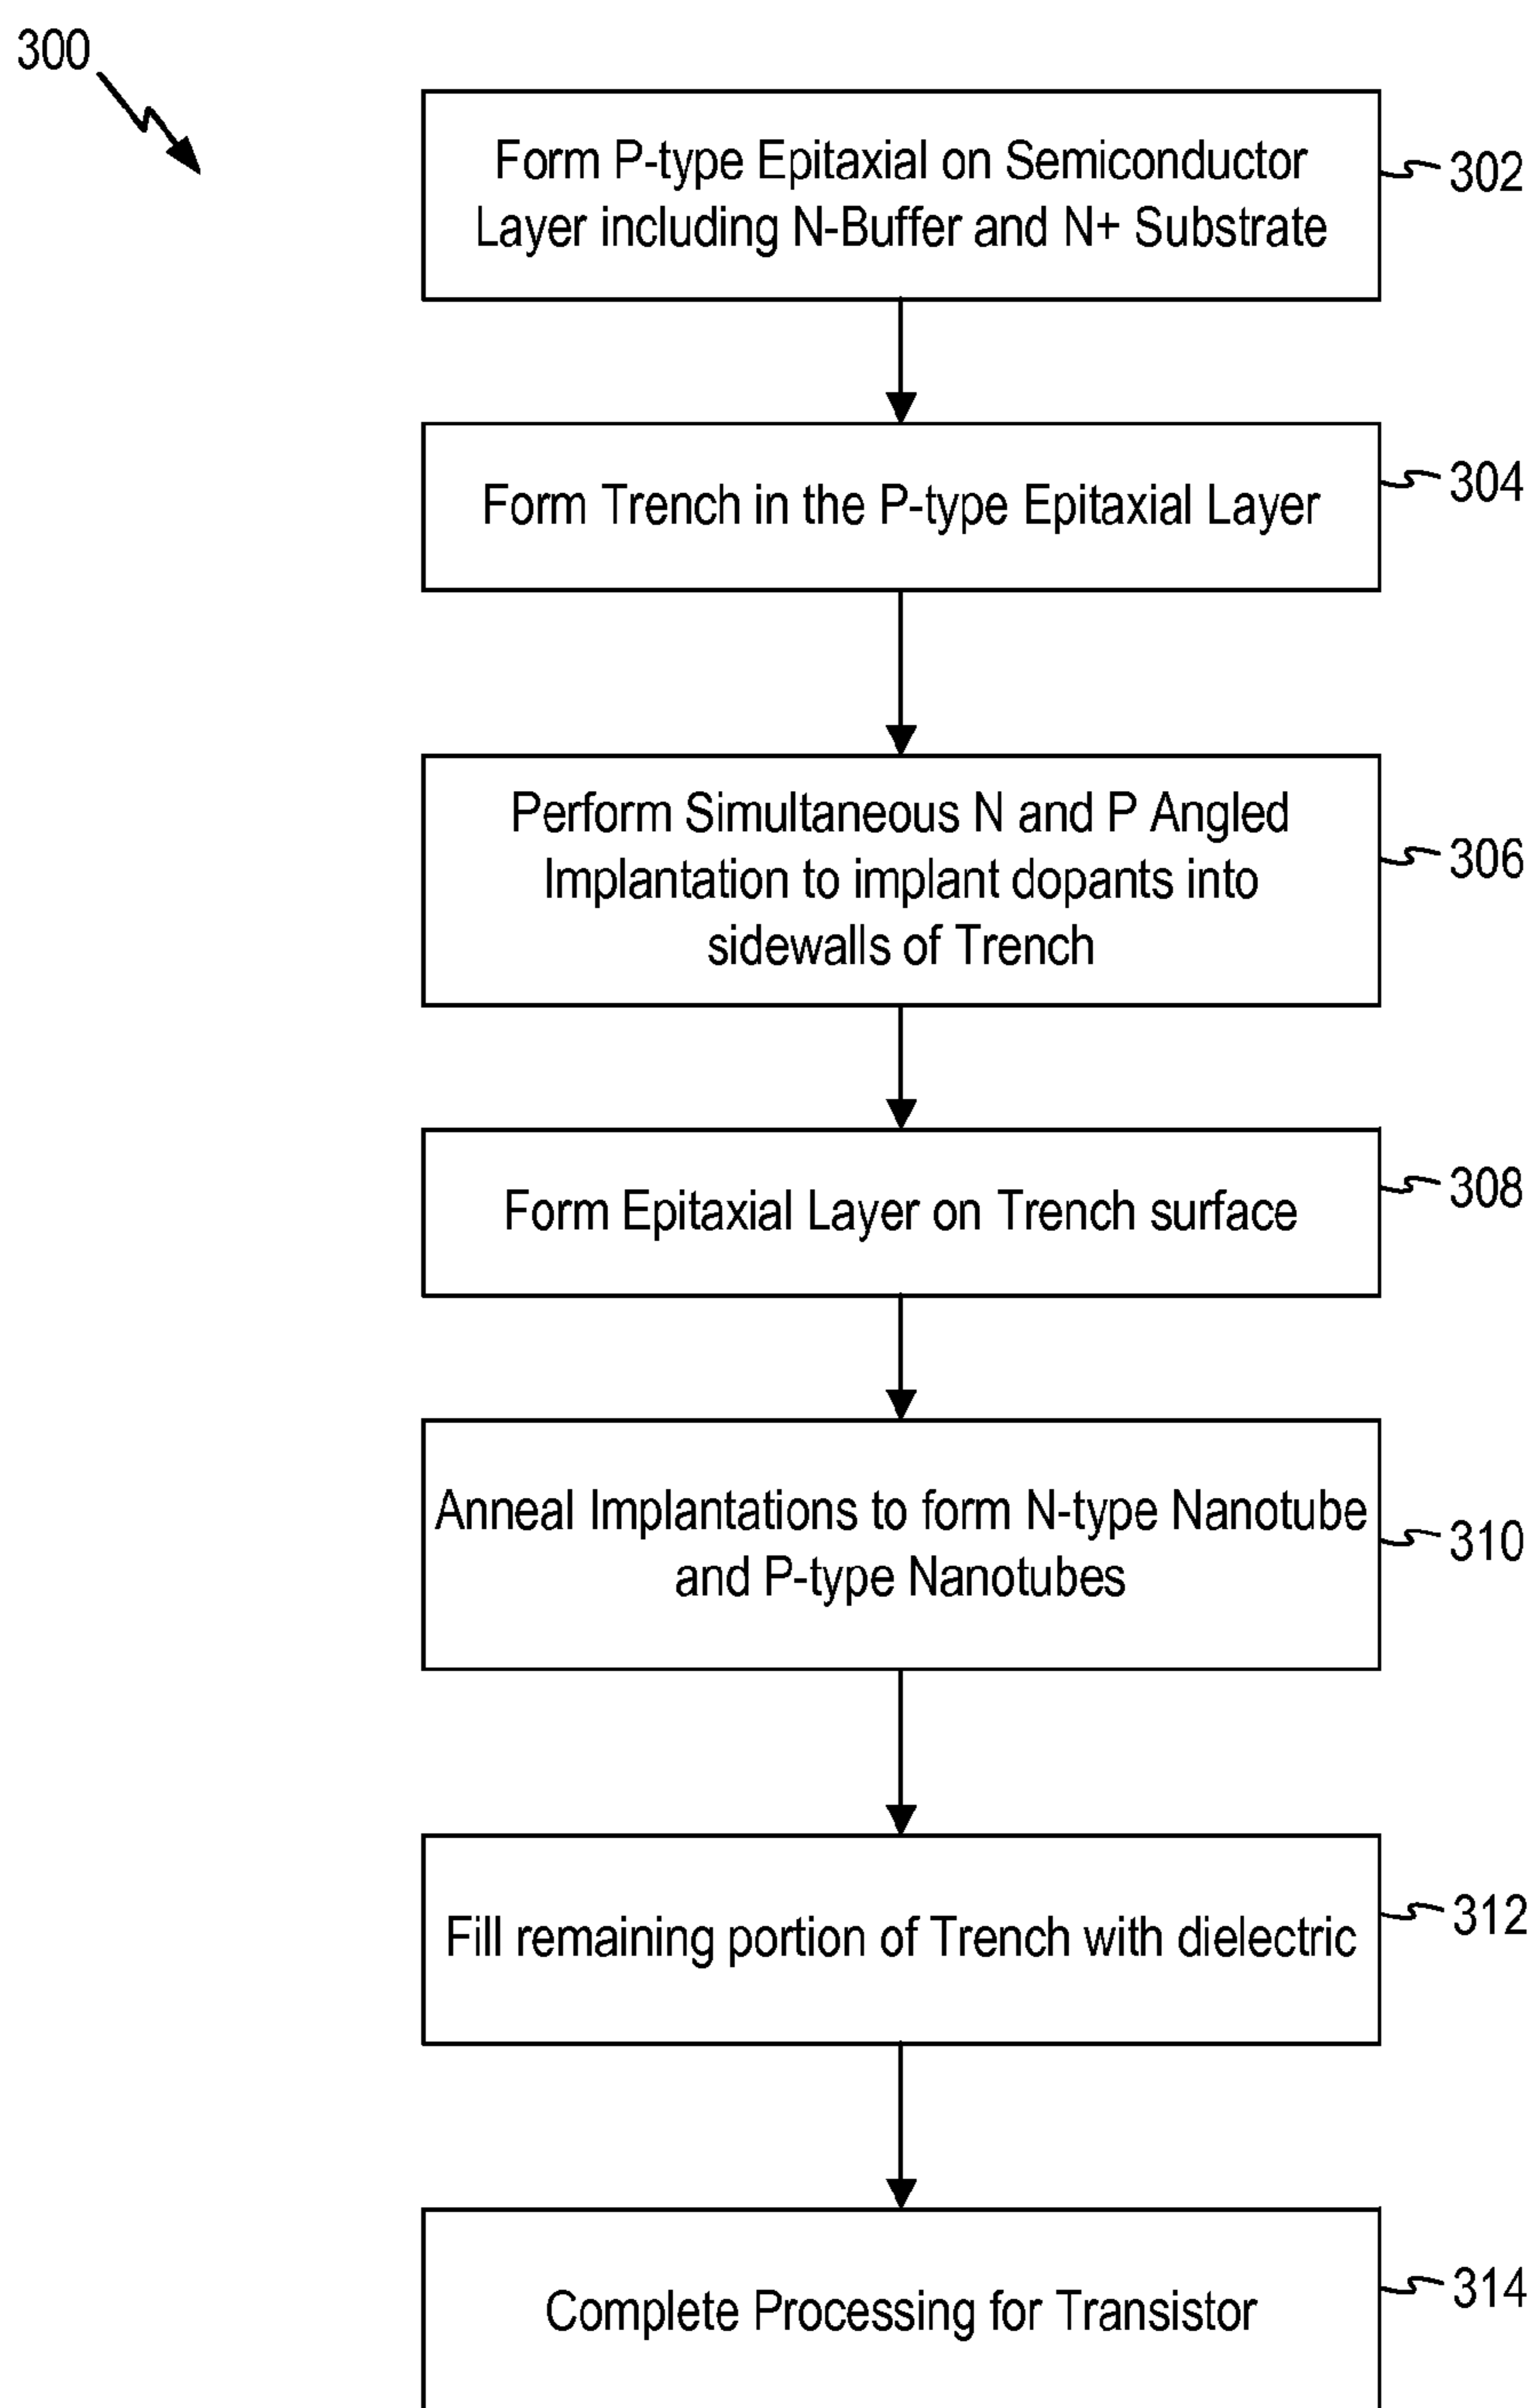 300
Form P-type Epitaxial on Semiconductor
Layer including N-Buffer and N+ Substrate
302
Form Trench in the P-type Epitaxial Layer
304
Perform Simultaneous N and P Angled
Implantation to implant dopants into
sidewalls of Trench
306
Form Epitaxial Layer on Trench surface
308
Anneal Implantations to form N-type Nanotube
and P-type Nanotubes
310
Fill remaining portion of Trench with dielectric
312
Complete Processing for Transistor
314